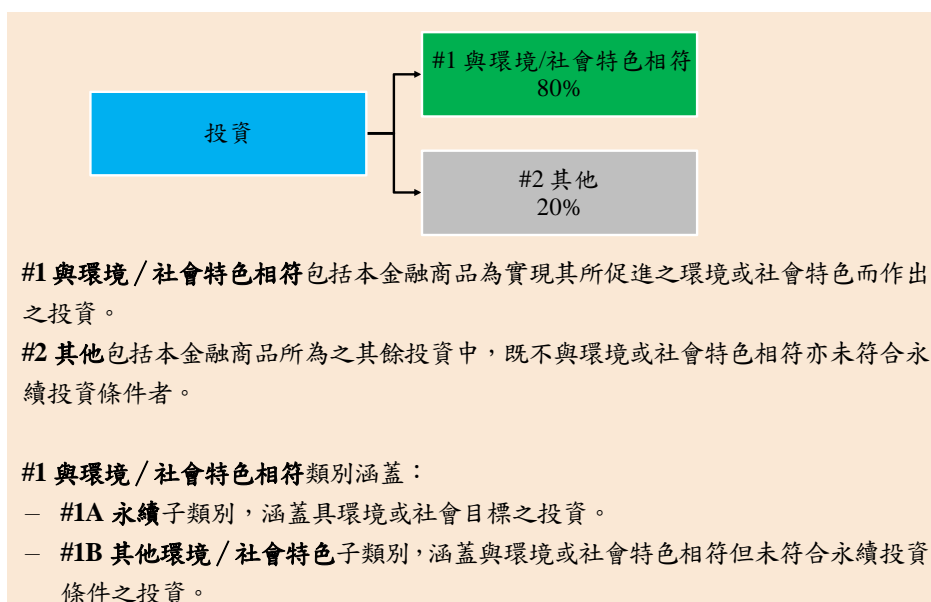 #1 與環境/社會特色相符
80%
投資
#2 其他
20%
#1 與環境／社會特色相符包括本金融商品為實現其所促進之環境或社會特色而作出
之投資。
#2 其他包括本金融商品所為之其餘投資中，既不與環境或社會特色相符亦未符合永
續投資條件者。
#1 與環境／社會特色相符類別涵蓋：
– #1A 永續子類別，涵蓋具環境或社會目標之投資。
– #1B 其他環境／社會特色子類別，涵蓋與環境或社會特色相符但未符合永續投資
條件之投資。